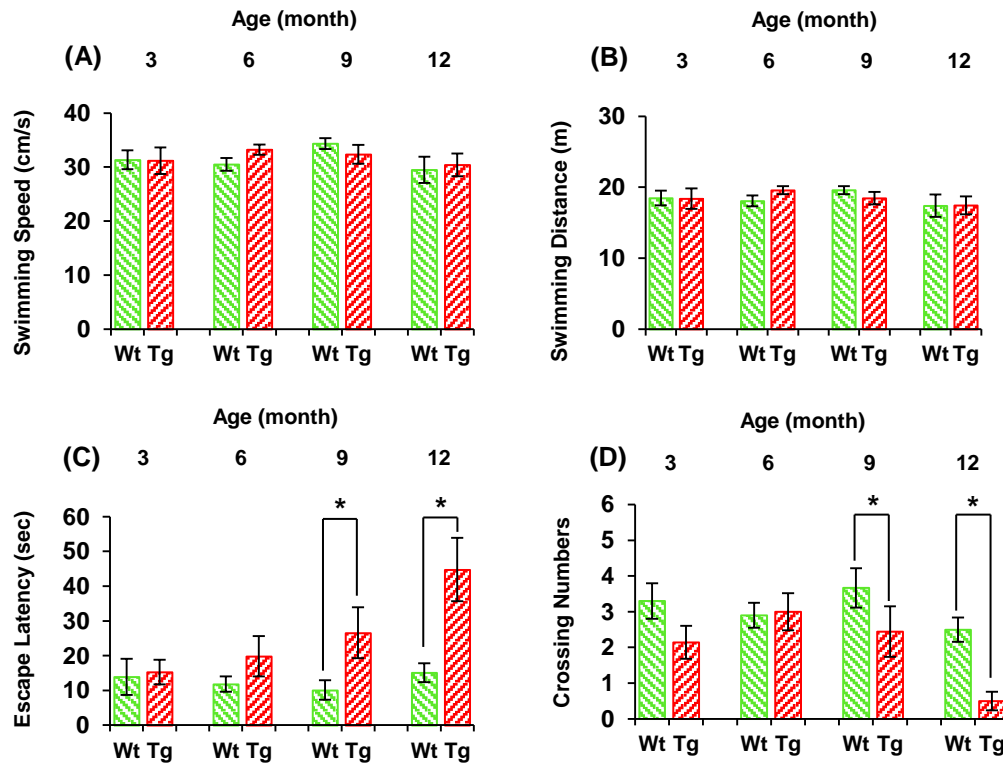 Age (month)
(A) 3 6 9 12
Swimming Speed (cm/s)
40
30
20
10
0
Wt Tg Wt Tg Wt Tg Wt Tg
Age (month)
(B) 3 6 9 12
Swimming Distance (m)
30
20
10
0
Wt Tg Wt Tg Wt Tg Wt Tg
Age (month)
(C) 3 6 9 12
Escape Latency (sec)
60
50
40
30
20
10
0
* *
Wt Tg Wt Tg Wt Tg Wt Tg
Age (month)
(D) 3 6 9 12
Crossing Numbers
6
5
4
3
2
1
0
* *
Wt Tg Wt Tg Wt Tg Wt Tg